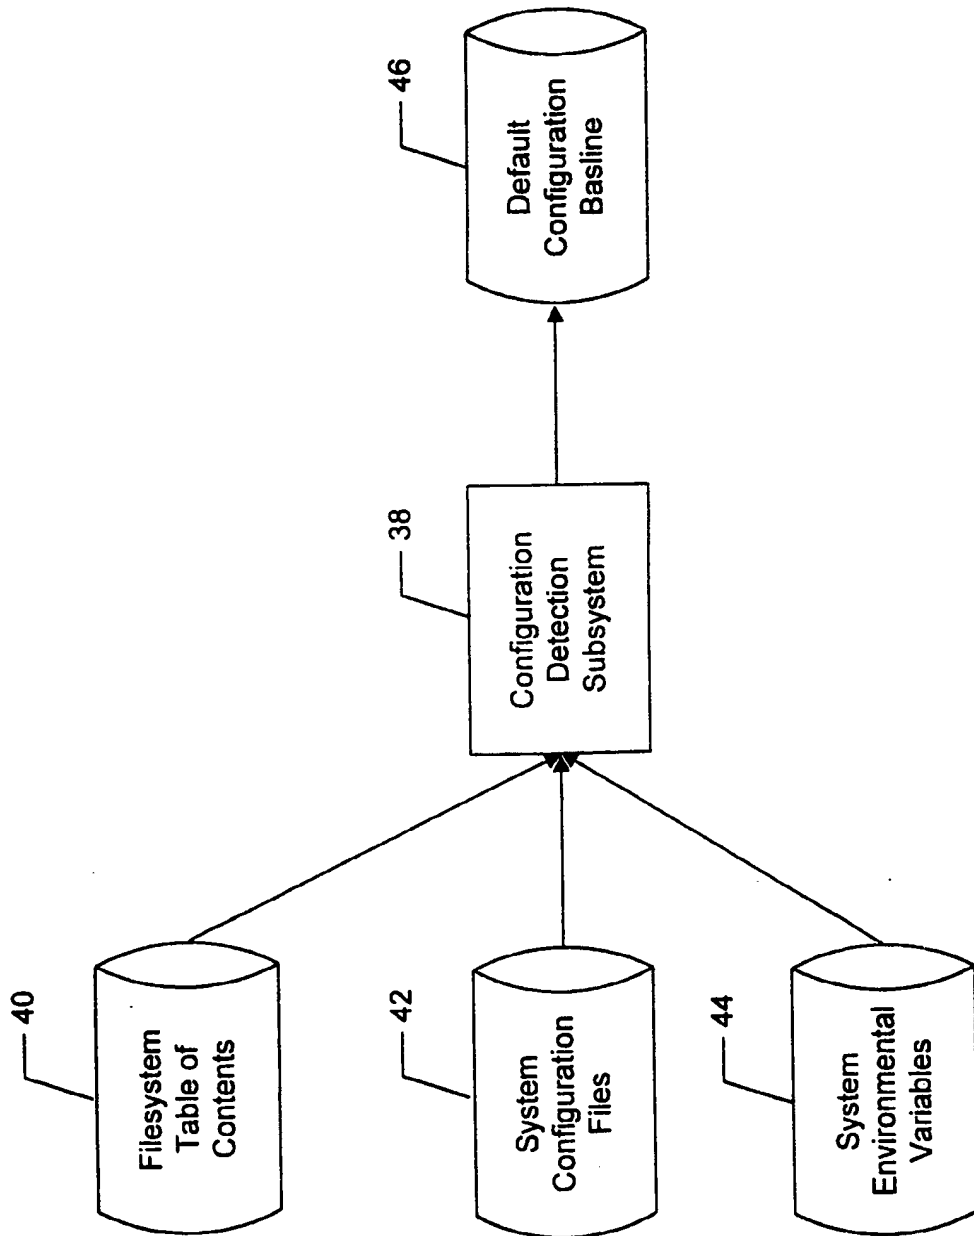 40
Filesystem
Table of
Contents
42
System
Configuration
Files
44
System
Environmental
Variables
38
Configuration
Detection
Subsystem
46
Default
Configuration
Basline